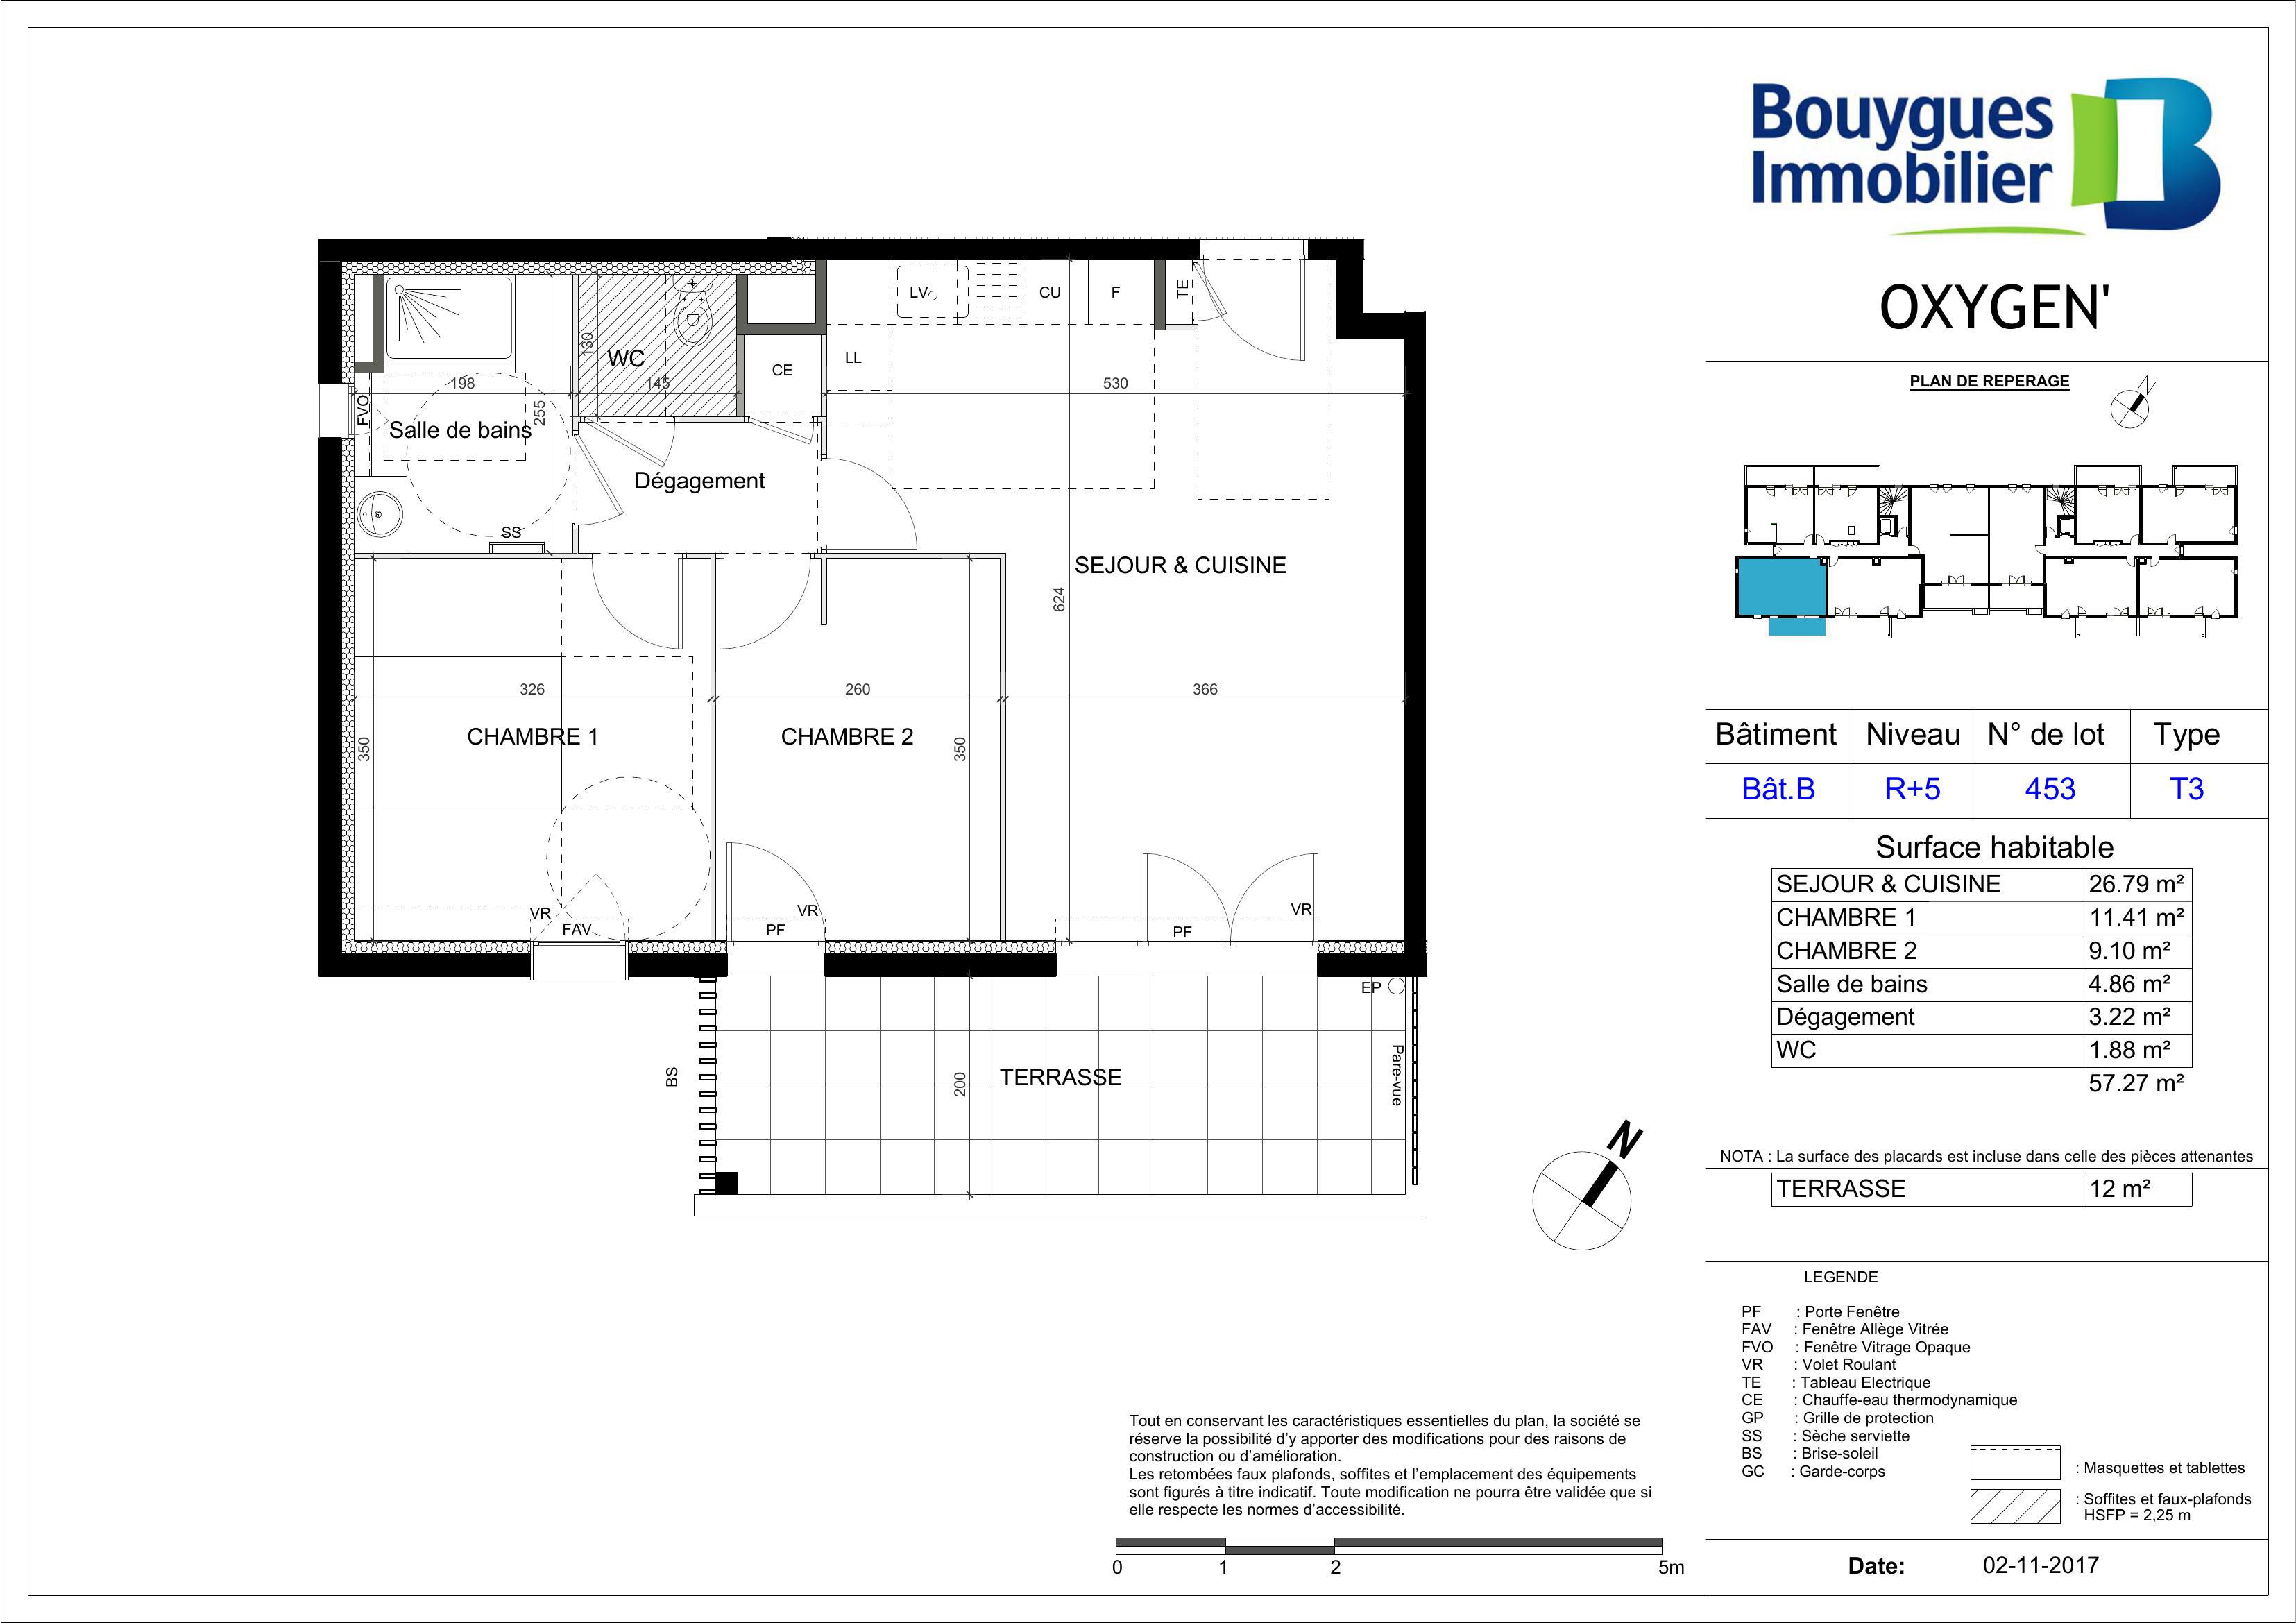 Bouygues
Immobilier
OXYGEN'
PLAN DE REPERAGE
N
Bâtiment Niveau N° de lot Type
Bât.B R+5 453 T3
Surface habitable
SEJOUR & CUISINE 26.79 m²
CHAMBRE 1 11.41 m²
CHAMBRE 2 9.10 m²
Salle de bains 4.86 m²
Dégagement 3.22 m²
WC 1.88 m²
57.27 m²
NOTA : La surface des placards est incluse dans celle des pièces attenantes
TERRASSE 12 m²
LEGENDE
PF : Porte Fenêtre
FAV : Fenêtre Allège Vitrée
FVO : Fenêtre Vitrage Opaque
VR : Volet Roulant
TE : Tableau Electrique
CE : Chauffe-eau thermodynamique
GP : Grille de protection
SS : Sèche serviette
BS : Brise-soleil
GC : Garde-corps
: Masquettes et tablettes
: Soffites et faux-plafonds
HSFP = 2,25 m
Date: 02-11-2017
LV
CU
F
TE
130
WC
LL
CE
198
145
530
FVO
255
Salle de bains
Dégagement
SS
SEJOUR & CUISINE
624
326
260
366
CHAMBRE 1
CHAMBRE 2
350
350
VR
FAV
VR
PF
VR
PF
EP
BS
200
TERRASSE
Pare-vue
N
Tout en conservant les caractéristiques essentielles du plan, la société se
réserve la possibilité d'y apporter des modifications pour des raisons de
construction ou d'amélioration.
Les retombées faux plafonds, soffites et l'emplacement des équipements
sont figurés à titre indicatif. Toute modification ne pourra être validée que si
elle respecte les normes d'accessibilité.
0 1 2 5m